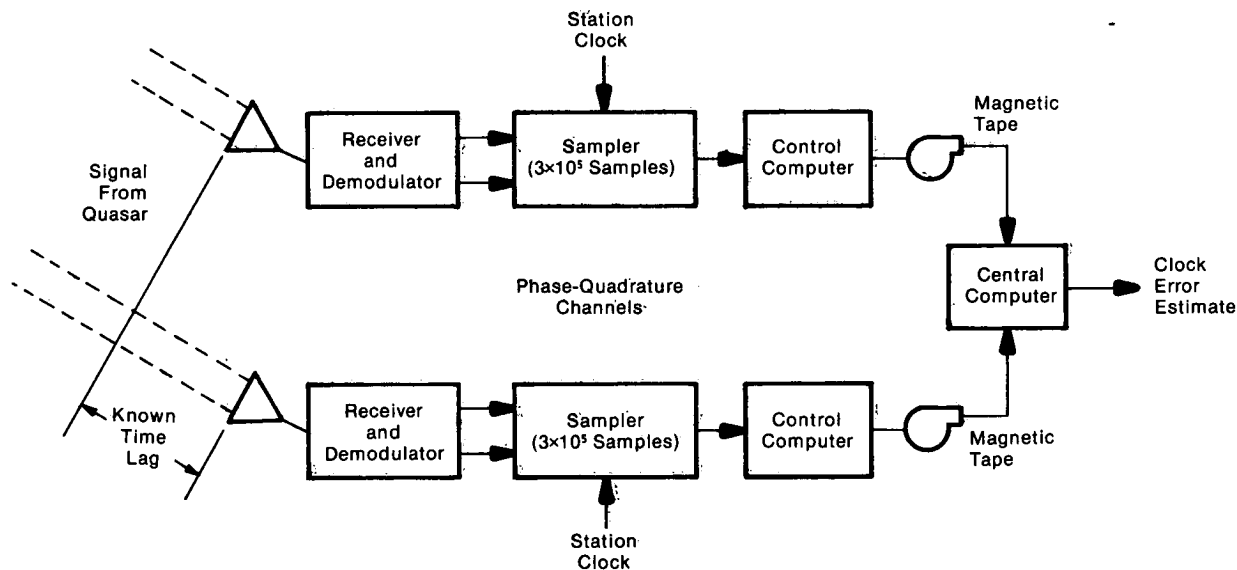 Station
Clock
Signal
From
Quasar
Receiver
and
Demodulator
Sampler
(3×10⁵ Samples)
Control
Computer
Magnetic
Tape
Phase-Quadrature
Channels
Central
Computer
Clock
Error
Estimate
Known
Time
Lag
Receiver
and
Demodulator
Sampler
(3×10⁵ Samples)
Control
Computer
Magnetic
Tape
Station
Clock